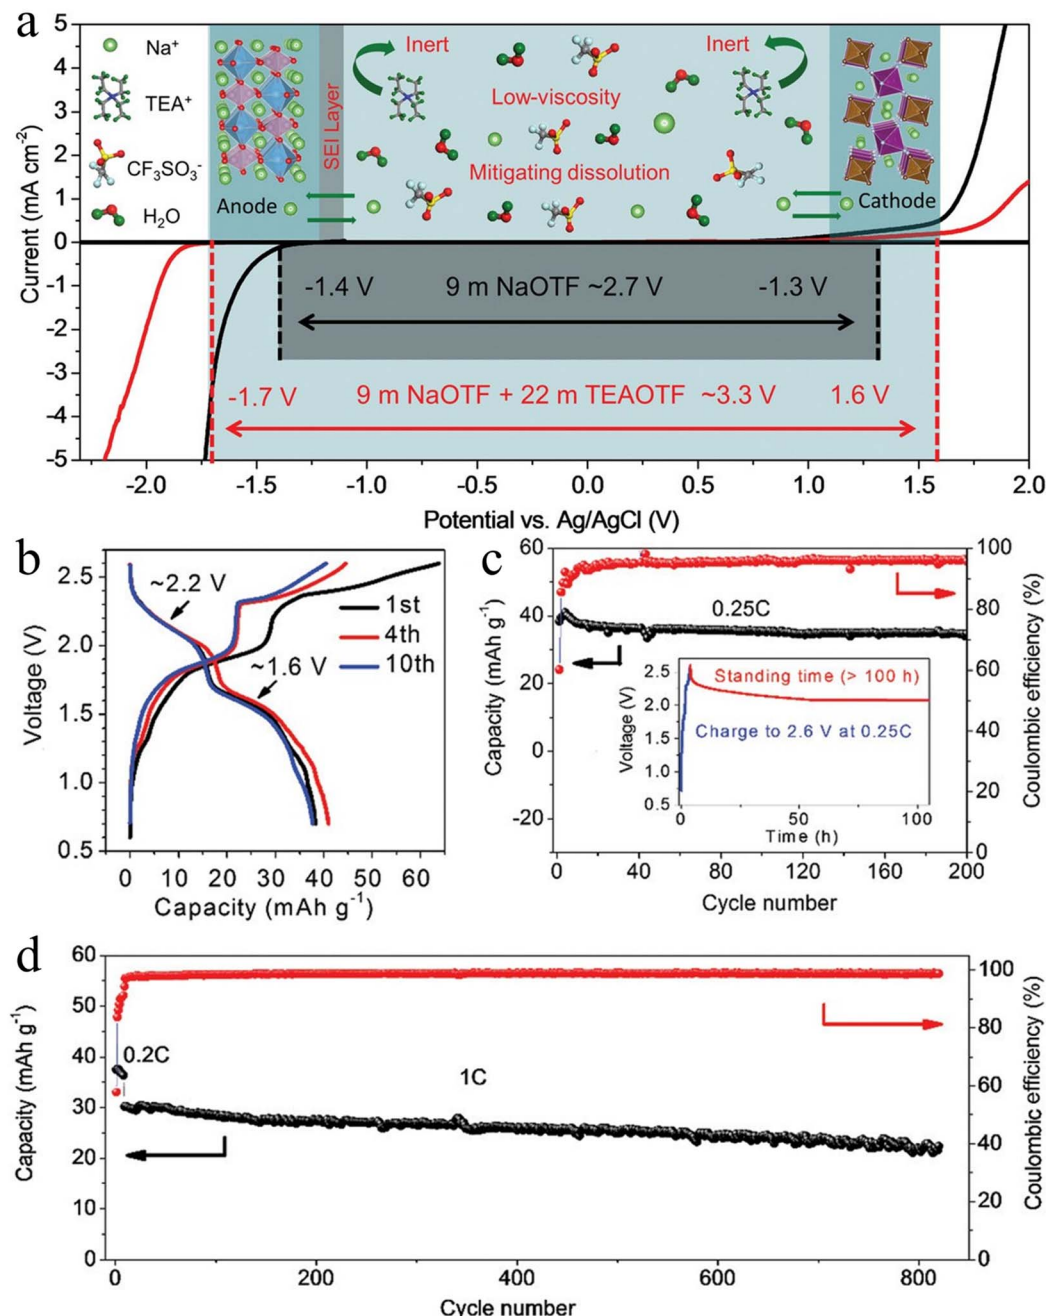 a
5
4
3
2
1
0
-1
-2
-3
-4
-5
Current (mA cm⁻²)
Na⁺
TEA⁺
CF₃SO₃⁻
H₂O
Anode
SEI Layer
Inert
Inert
Low-viscosity
Mitigating dissolution
Cathode
-1.4 V 9 m NaOTF ~2.7 V -1.3 V
-1.7 V 9 m NaOTF + 22 m TEAOTF ~3.3 V 1.6 V
-2.0 -1.5 -1.0 -0.5 0.0 0.5 1.0 1.5 2.0
Potential vs. Ag/AgCl (V)
b
2.5
2.0
1.5
1.0
0.5
Voltage (V)
~2.2 V
~1.6 V
1st
4th
10th
0 10 20 30 40 50 60
Capacity (mAh g⁻¹)
c
60
40
20
0
-20
Capacity (mAh g⁻¹)
0.25C
100
80
60
40
20
0
Coulombic efficiency (%)
2.5
2.0
1.5
1.0
0.5
Voltage (V)
Standing time (> 100 h)
Charge to 2.6 V at 0.25C
0 50 100
Time (h)
0 40 80 120 160 200
Cycle number
d
60
50
40
30
20
10
0
Capacity (mAh g⁻¹)
0.2C
1C
100
80
60
40
20
0
Coulombic efficiency (%)
0 200 400 600 800
Cycle number